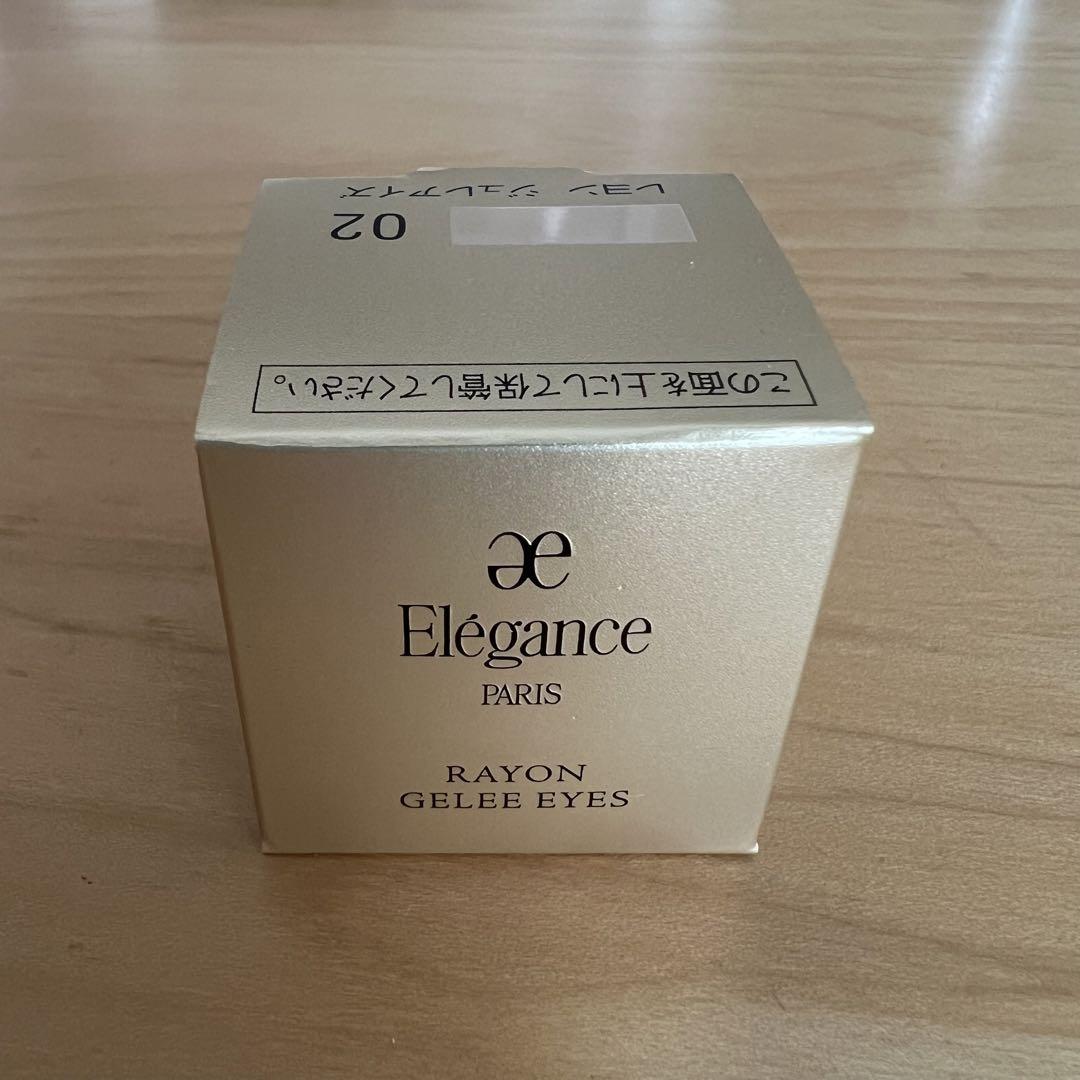 レヨン ジュレアイズ
02
この面を上にして保管してください。
æ
Elégance
PARIS
RAYON
GELEE EYES